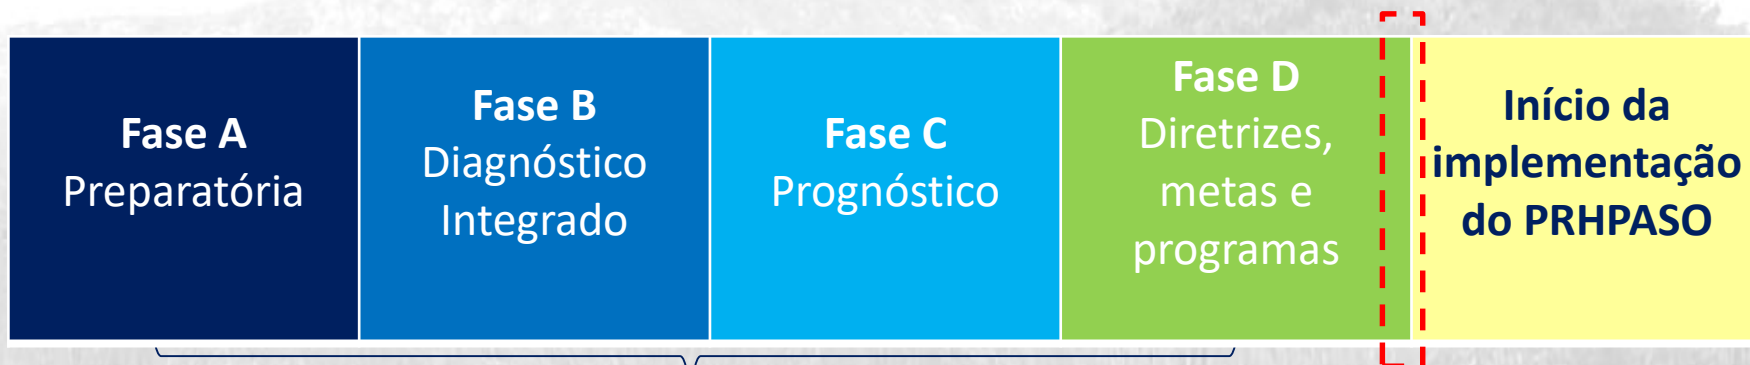 Fase A
Preparatória
Fase B
Diagnóstico
Integrado
Fase C
Prognóstico
Fase D
Diretrizes,
metas e
programas
Início da
implementação
do PRHPASO